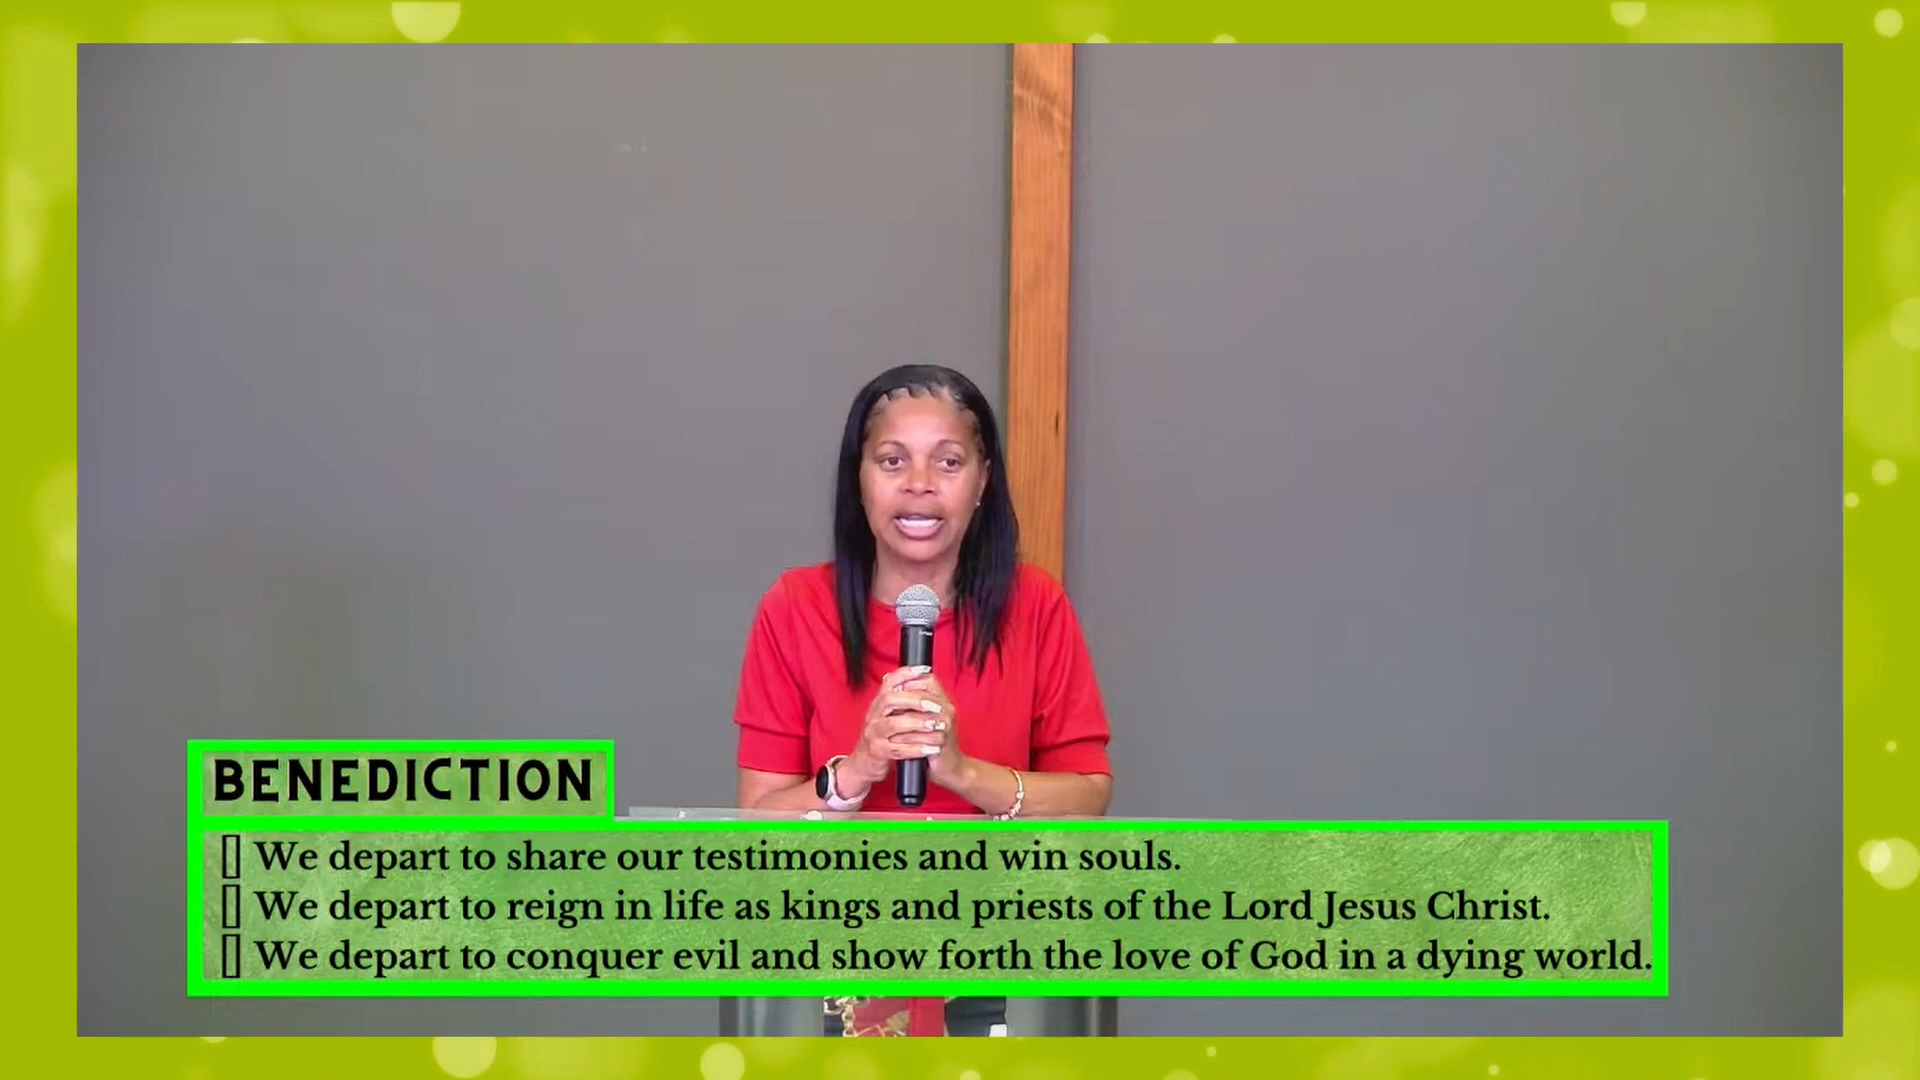 BENEDICTION
▯ We depart to share our testimonies and win souls.
▯ We depart to reign in life as kings and priests of the Lord Jesus Christ.
▯ We depart to conquer evil and show forth the love of God in a dying world.